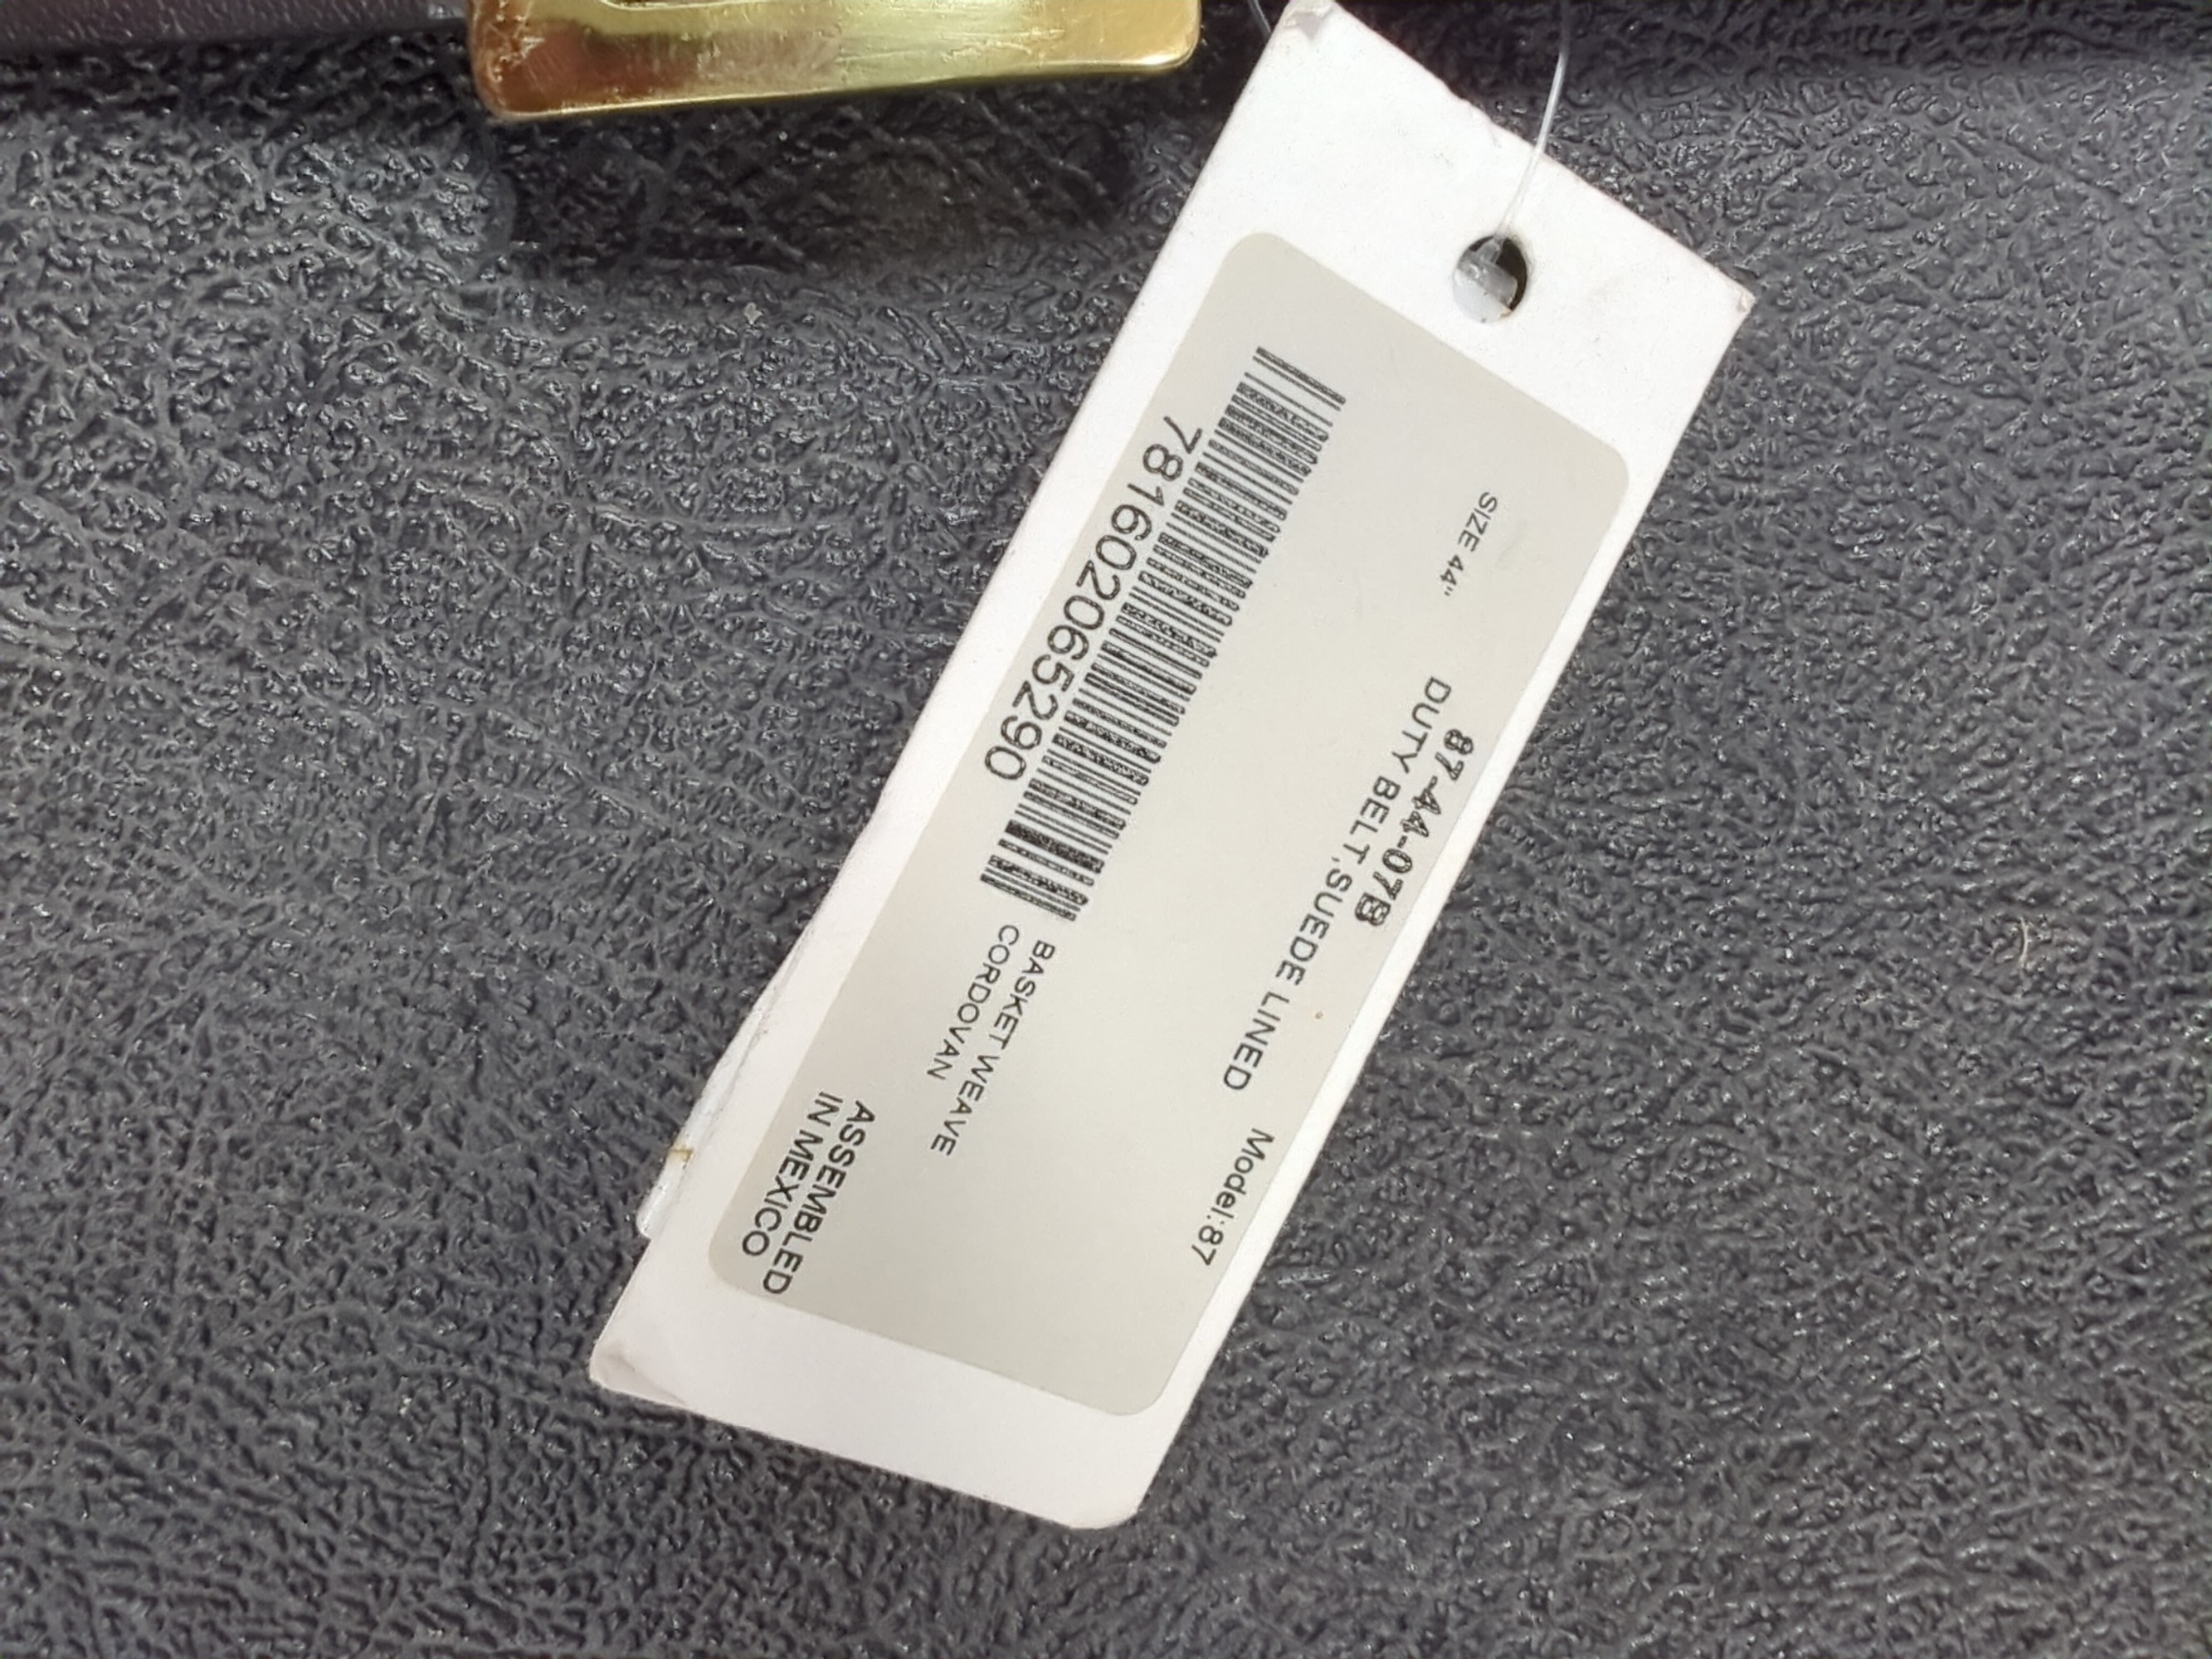 87-44-07B
SIZE 44" DUTY BELT,SUEDE LINED Model:87
781602065290
BASKET WEAVE
CORDOVAN
ASSEMBLED
IN MEXICO